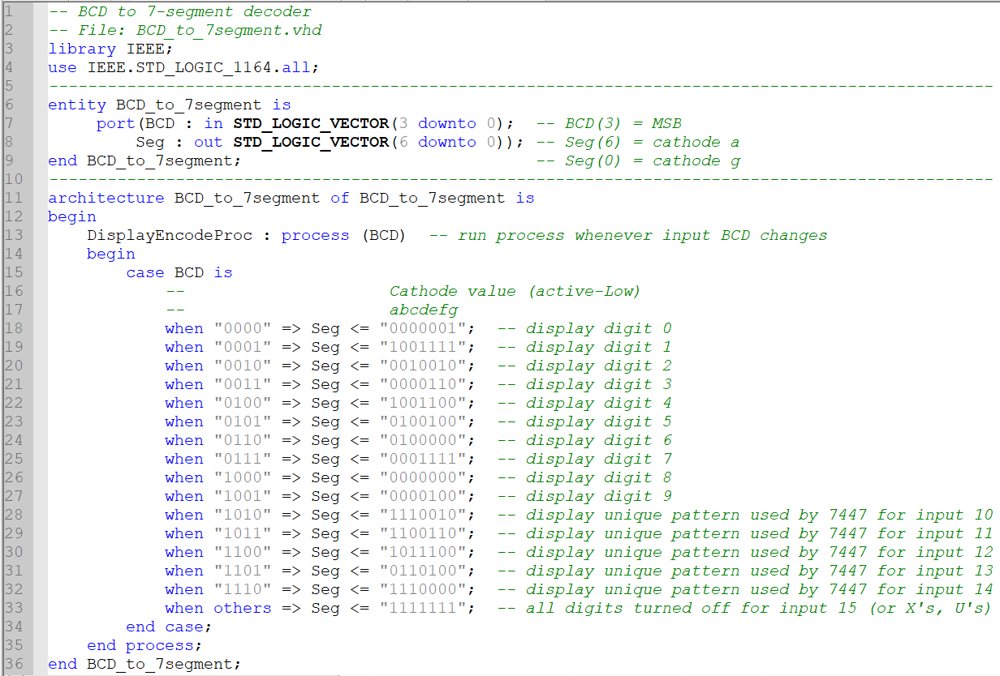 1 -- BCD to 7-segment decoder
2 -- File: BCD_to_7segment.vhd
3 library IEEE;
4 use IEEE.STD_LOGIC_1164.all;
5 -------------------------------------------------------------------------------------------------
6 entity BCD_to_7segment is
7      port(BCD : in STD_LOGIC_VECTOR(3 downto 0);  -- BCD(3) = MSB
8          Seg : out STD_LOGIC_VECTOR(6 downto 0)); -- Seg(6) = cathode a
9 end BCD_to_7segment;                              -- Seg(0) = cathode g
10 -------------------------------------------------------------------------------------------------
11 architecture BCD_to_7segment of BCD_to_7segment is
12 begin
13     DisplayEncodeProc : process (BCD)  -- run process whenever input BCD changes
14     begin
15         case BCD is
16             --                     Cathode value (active-Low)
17             --                     abcdefg
18             when "0000" => Seg <= "0000001";  -- display digit 0
19             when "0001" => Seg <= "1001111";  -- display digit 1
20             when "0010" => Seg <= "0010010";  -- display digit 2
21             when "0011" => Seg <= "0000110";  -- display digit 3
22             when "0100" => Seg <= "1001100";  -- display digit 4
23             when "0101" => Seg <= "0100100";  -- display digit 5
24             when "0110" => Seg <= "0100000";  -- display digit 6
25             when "0111" => Seg <= "0001111";  -- display digit 7
26             when "1000" => Seg <= "0000000";  -- display digit 8
27             when "1001" => Seg <= "0000100";  -- display digit 9
28             when "1010" => Seg <= "1110010";  -- display unique pattern used by 7447 for input 10
29             when "1011" => Seg <= "1100110";  -- display unique pattern used by 7447 for input 11
30             when "1100" => Seg <= "1011100";  -- display unique pattern used by 7447 for input 12
31             when "1101" => Seg <= "0110100";  -- display unique pattern used by 7447 for input 13
32             when "1110" => Seg <= "1110000";  -- display unique pattern used by 7447 for input 14
33             when others => Seg <= "1111111";  -- all digits turned off for input 15 (or X's, U's)
34         end case;
35     end process;
36 end BCD_to_7segment;